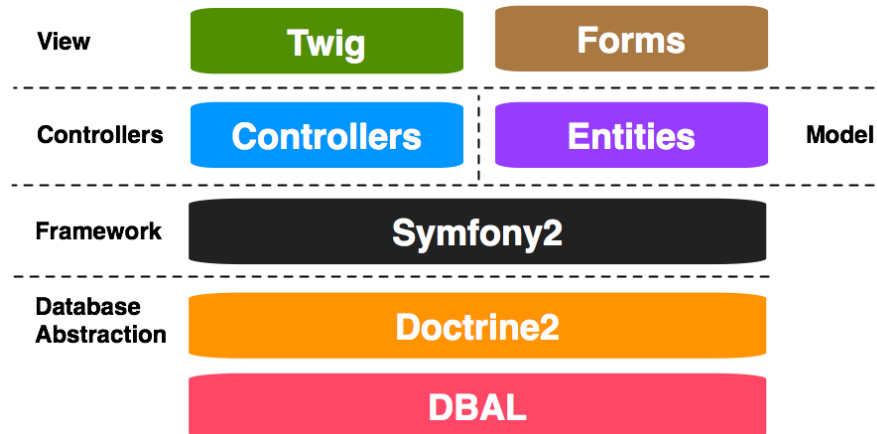 View
Twig
Forms
Controllers
Controllers
Entities
Model
Framework
Symfony2
Database
Abstraction
Doctrine2
DBAL